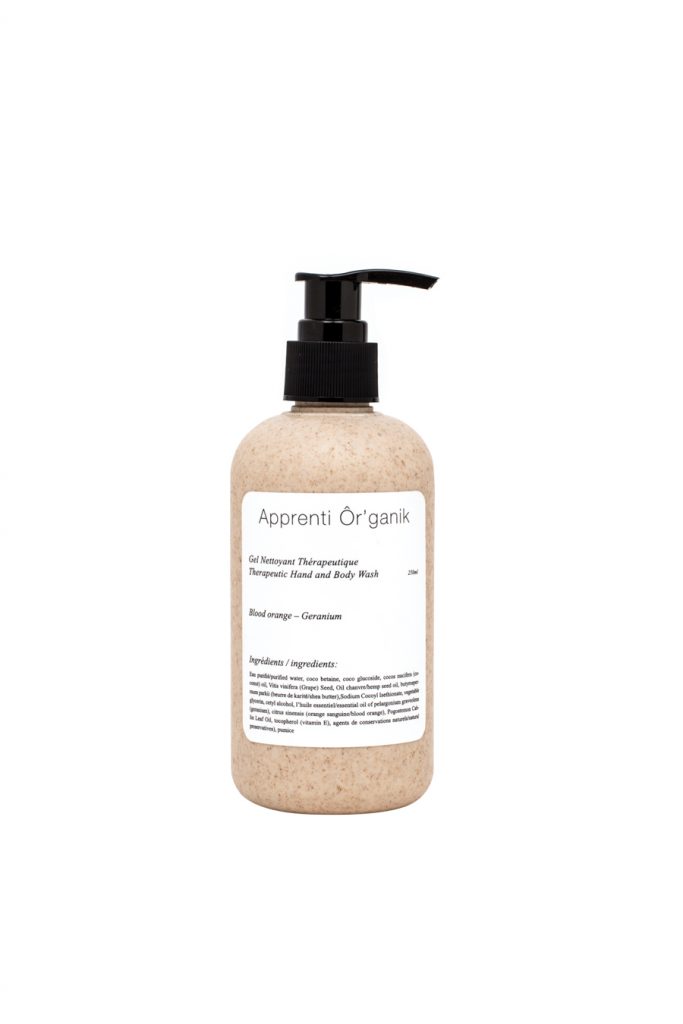 Apprenti Ôr'ganik
Gel Nettoyant Thérapeutique
Therapeutic Hand and Body Wash 250ml
Blood orange – Geranium
Ingrédients / ingredients:
Eau purifié/purified water, coco betaine, coco glucoside, cocos nucifera (co-
conut) oil, Vitis vinifera (Grape) Seed, Oil chanvre/hemp seed oil, butyrosper-
mum parkii (beurre de karité/shea butter),Sodium Cocoyl Isethionate, vegetable
glycerin, cetyl alcohol, l'huile essentiel/essential oil of pelargonium graveolens
(geranium), citrus sinensis (orange sanguine/blood orange), Pogostemon Cab-
lin Leaf Oil, tocopherol (vitamin E), agents de conservations naturels/natural
preservatives), pumice